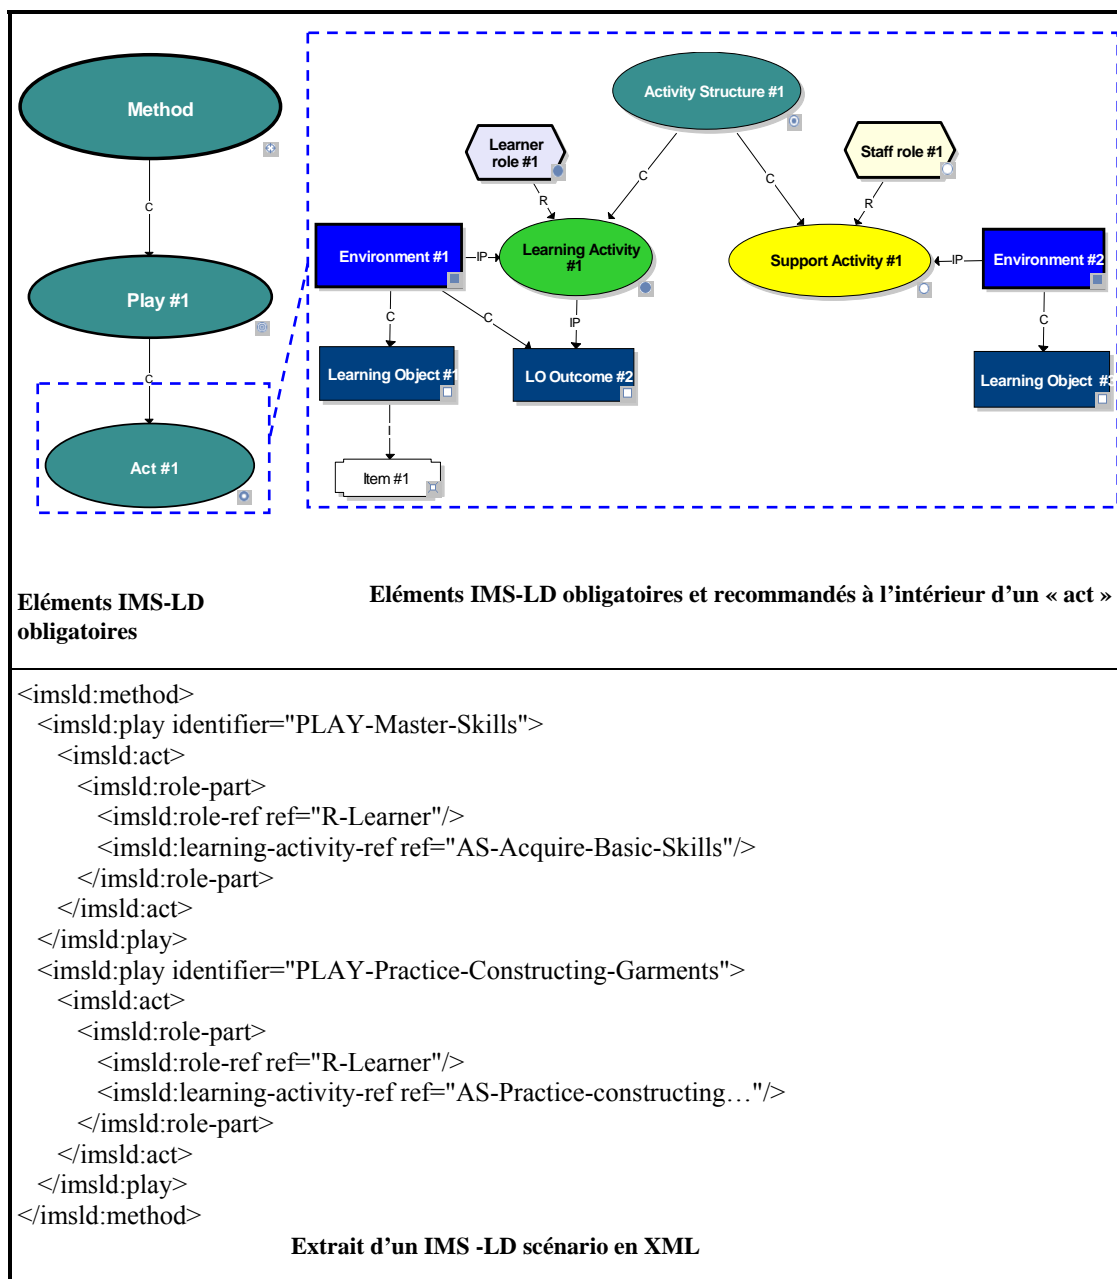 Method
C
Play #1
C
Act #1
Activity Structure #1
Learner
role #1
Staff role #1
C
C
R
R
Environment #1
IP
Learning Activity
#1
Support Activity #1
IP
Environment #2
C
C
IP
C
Learning Object #1
LO Outcome #2
Learning Object #3
I
Item #1
Eléments IMS-LD
obligatoires
Eléments IMS-LD obligatoires et recommandés à l'intérieur d'un « act »
<imsld:method>
<imsld:play identifier="PLAY-Master-Skills">
<imsld:act>
<imsld:role-part>
<imsld:role-ref ref="R-Learner"/>
<imsld:learning-activity-ref ref="AS-Acquire-Basic-Skills"/>
</imsld:role-part>
</imsld:act>
</imsld:play>
<imsld:play identifier="PLAY-Practice-Constructing-Garments">
<imsld:act>
<imsld:role-part>
<imsld:role-ref ref="R-Learner"/>
<imsld:learning-activity-ref ref="AS-Practice-constructing…"/>
</imsld:role-part>
</imsld:act>
</imsld:play>
</imsld:method>
Extrait d'un IMS -LD scénario en XML